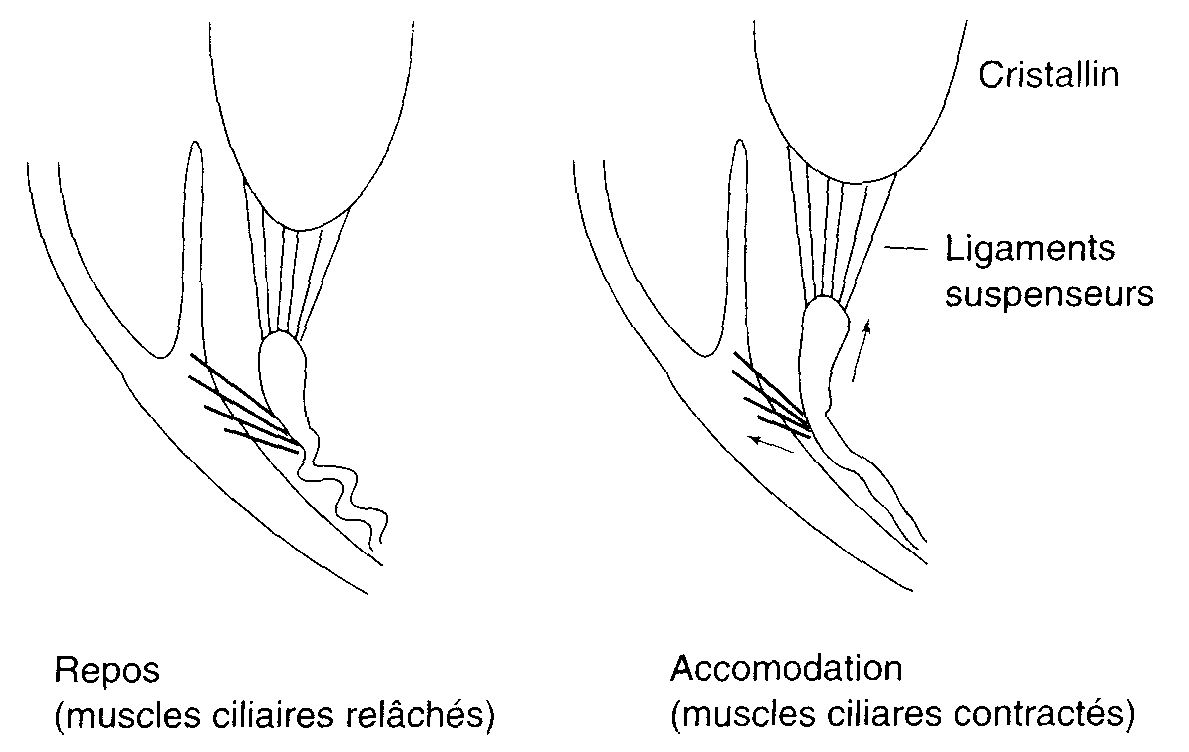 Cristallin
Ligaments
suspenseurs
Repos
(muscles ciliaires relâchés)
Accomodation
(muscles ciliares contractés)